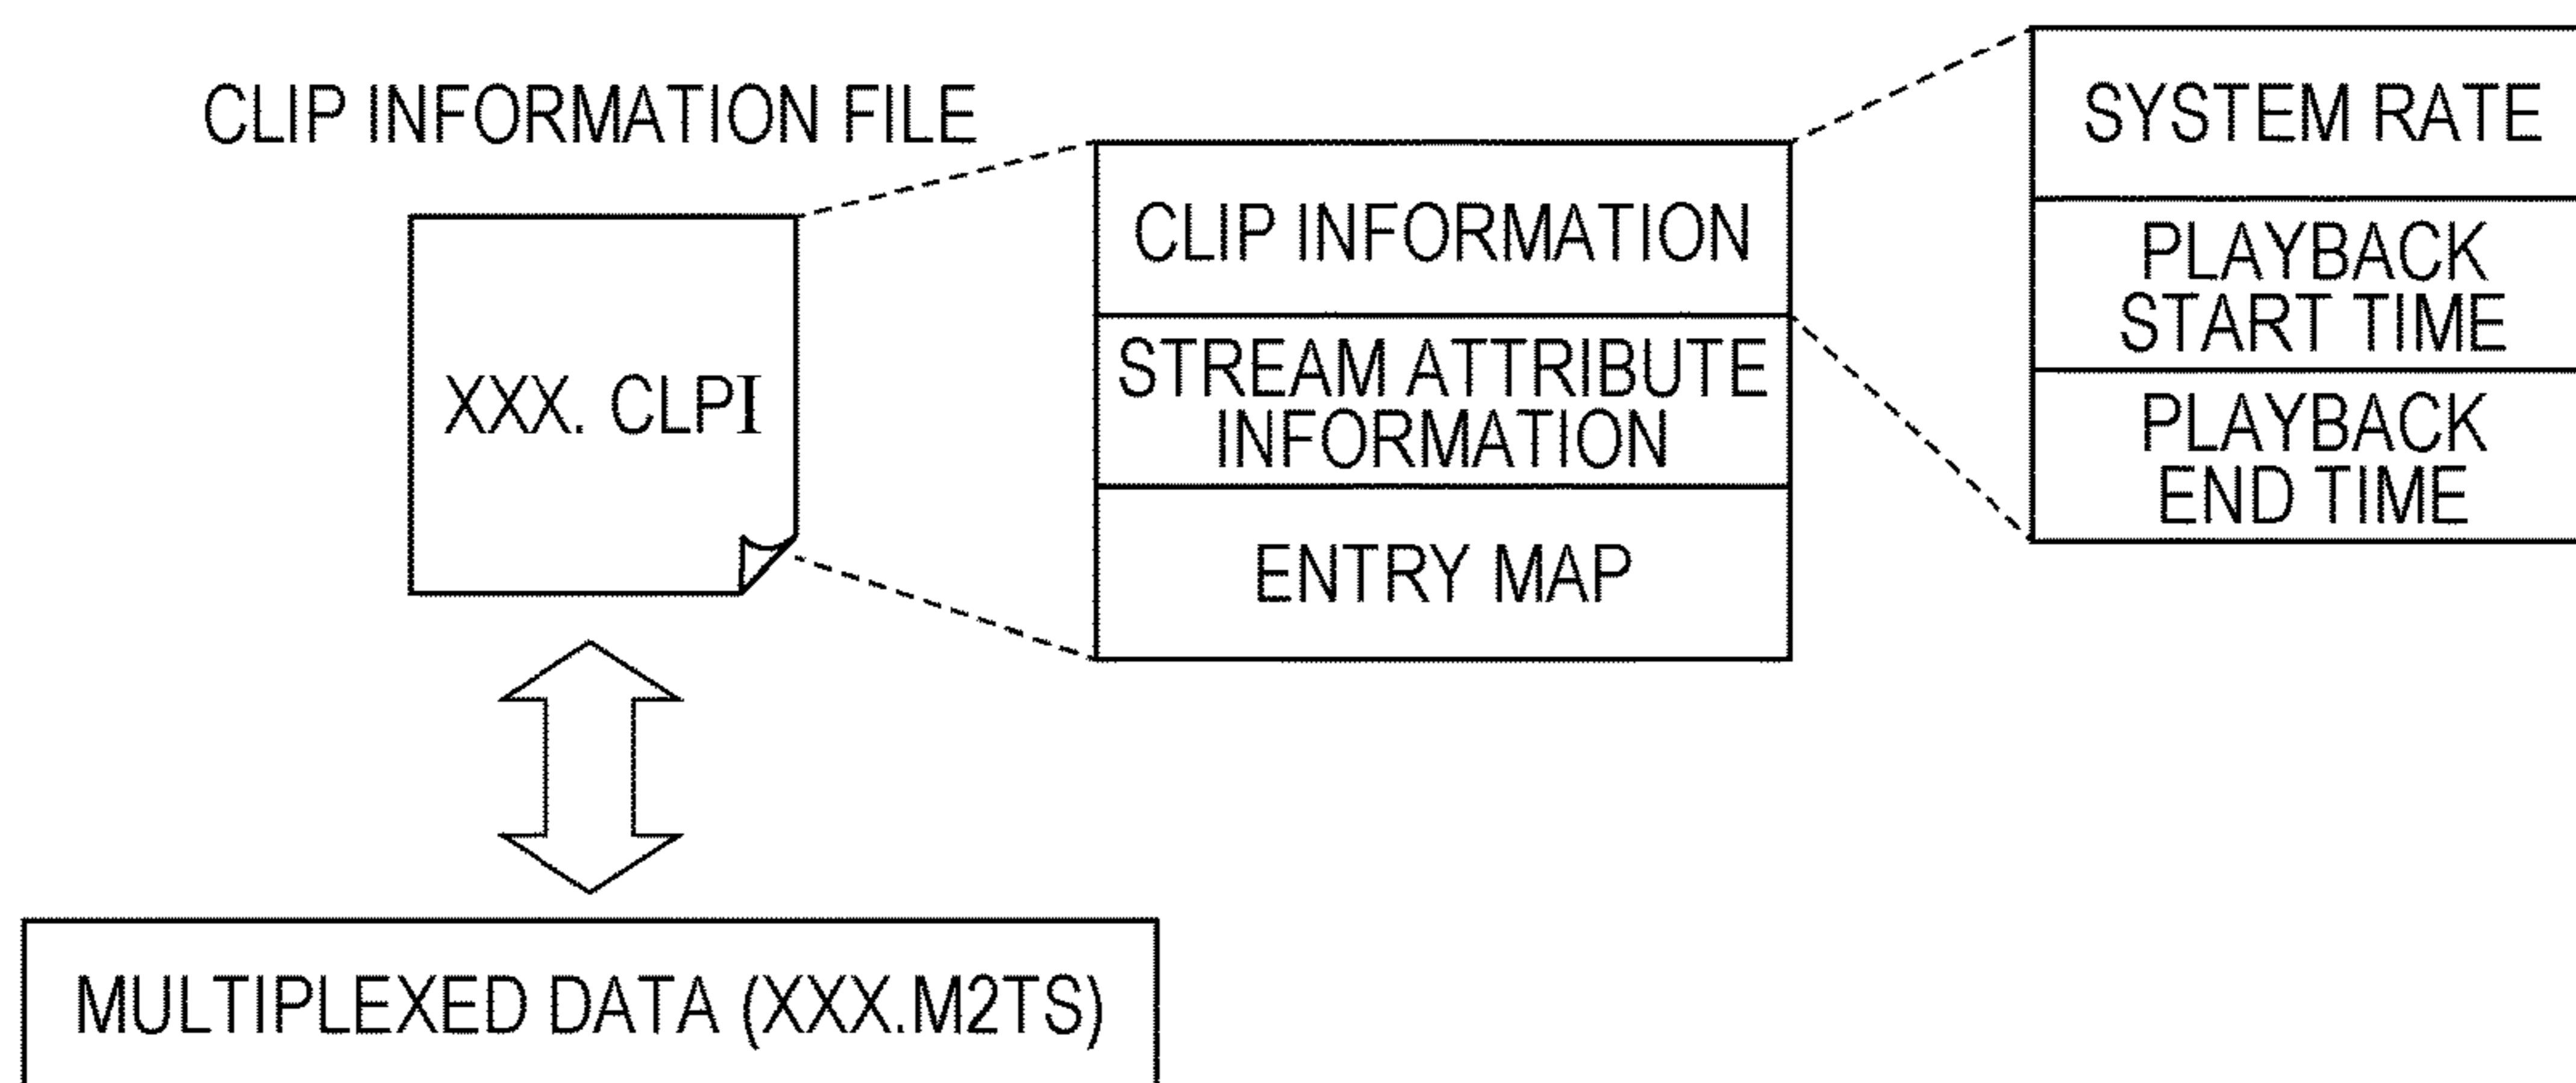 CLIP INFORMATION FILE
XXX. CLPI
CLIP INFORMATION
STREAM ATTRIBUTE
INFORMATION
ENTRY MAP
SYSTEM RATE
PLAYBACK
START TIME
PLAYBACK
END TIME
MULTIPLEXED DATA (XXX.M2TS)